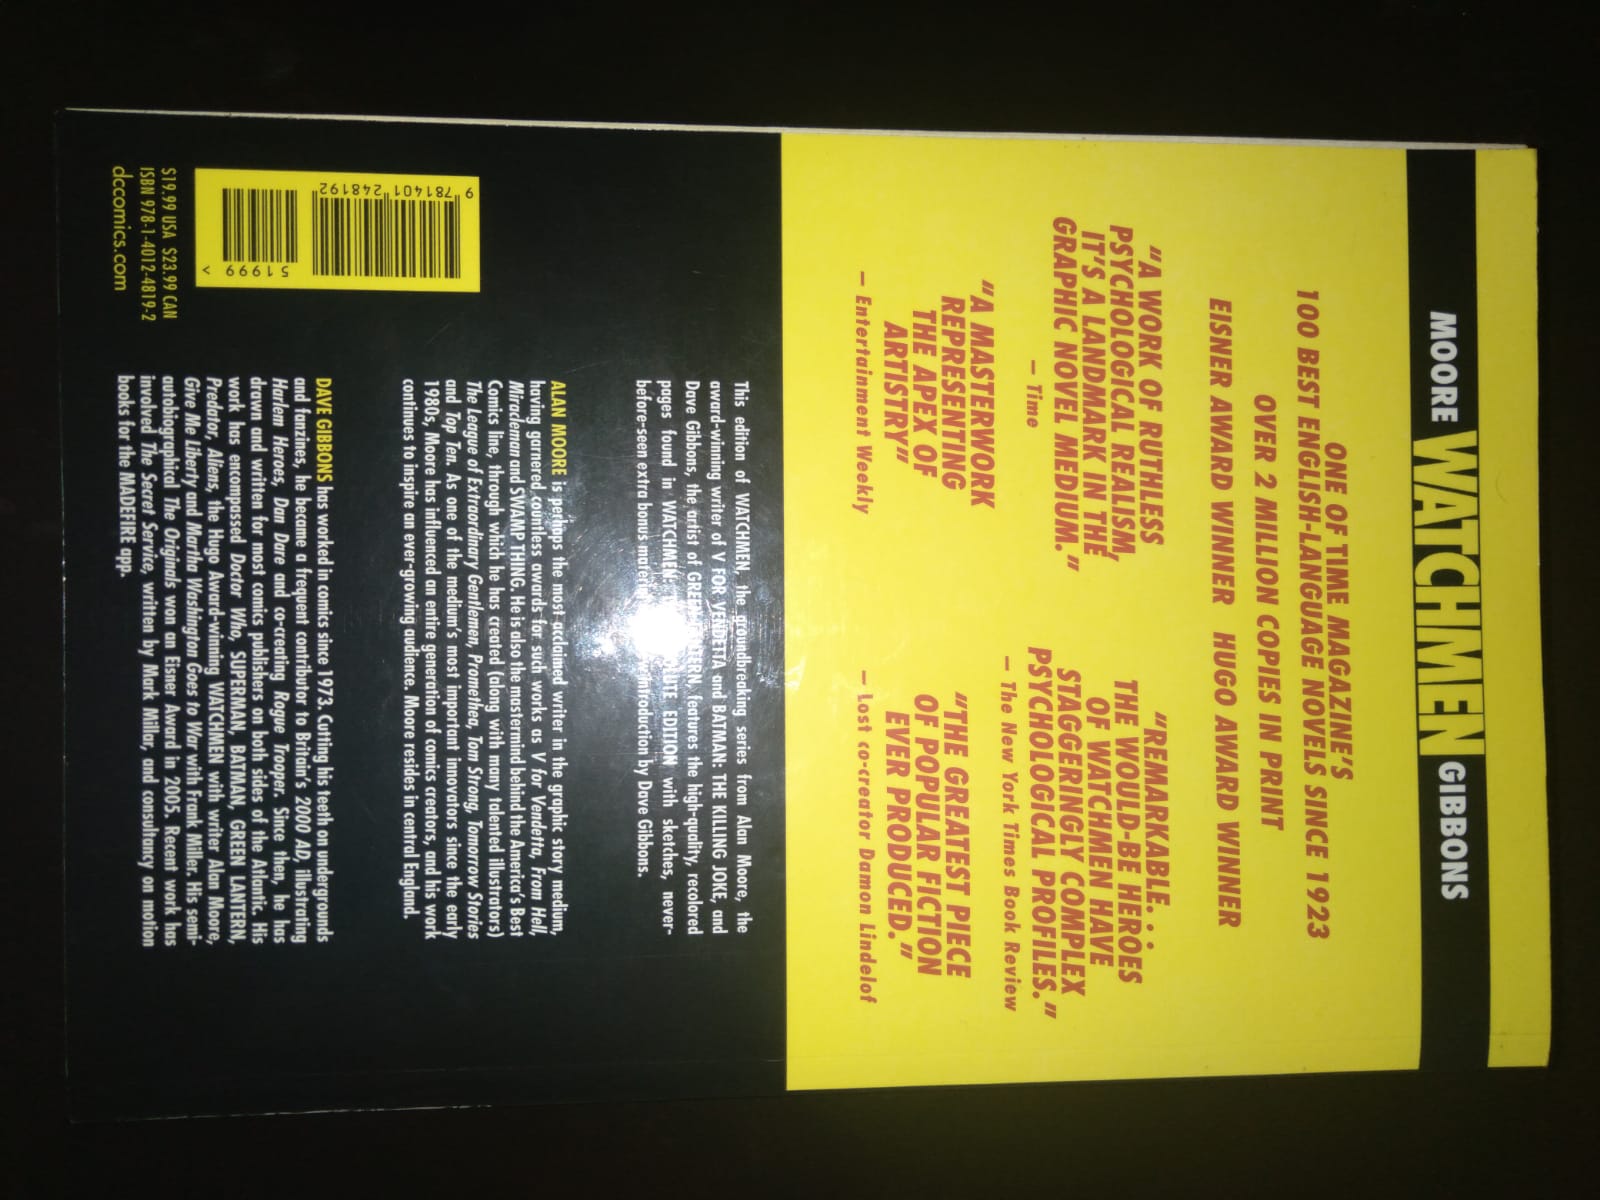 MOORE WATCHMEN GIBBONS
ONE OF TIME MAGAZINE'S
100 BEST ENGLISH-LANGUAGE NOVELS SINCE 1923
OVER 2 MILLION COPIES IN PRINT
EISNER AWARD WINNER HUGO AWARD WINNER
"A WORK OF RUTHLESS
PSYCHOLOGICAL REALISM,
IT'S A LANDMARK IN THE
GRAPHIC NOVEL MEDIUM."
– Time
"REMARKABLE...
THE WOULD-BE HEROES
OF WATCHMEN HAVE
STAGGERINGLY COMPLEX
PSYCHOLOGICAL PROFILES."
– The New York Times Book Review
"A MASTERWORK
REPRESENTING
THE APEX OF
ARTISTRY"
– Entertainment Weekly
"THE GREATEST PIECE
OF POPULAR FICTION
EVER PRODUCED."
– Lost co-creator Damon Lindelof
This edition of WATCHMEN, the groundbreaking series from Alan Moore, the
award-winning writer of V FOR VENDETTA and BATMAN: THE KILLING JOKE, and
Dave Gibbons, the artist of GREEN LANTERN, features the high-quality, recolored
pages found in WATCHMEN: EDITION with sketches, never-
before-seen extra bonus introduction by Dave Gibbons.
ALAN MOORE is perhaps the most acclaimed writer in the graphic story medium,
having garnered countless awards for such works as V for Vendetta, From Hell,
Miracleman and SWAMP THING. He is also the mastermind behind the America's Best
Comics line, through which he has created (along with many talented illustrators)
The League of Extraordinary Gentlemen, Promethea, Tom Strong, Tomorrow Stories
and Top Ten. As one of the medium's most important innovators since the early
1980s, Moore has influenced an entire generation of comics creators, and his work
continues to inspire an ever-growing audience. Moore resides in central England.
DAVE GIBBONS has worked in comics since 1973. Cutting his teeth on undergrounds
and fanzines, he became a frequent contributor to Britain's 2000 AD, illustrating
Harlem Heroes, Dan Dare and co-creating Rogue Trooper. Since then, he has
drawn and written for most comics publishers on both sides of the Atlantic. His
work has encompassed Doctor Who, SUPERMAN, BATMAN, GREEN LANTERN,
Predator, Aliens, the Hugo Award-winning WATCHMEN with writer Alan Moore,
Give Me Liberty and Martha Washington Goes to War with Frank Miller. His semi-
autobiographical The Originals won an Eisner Award in 2005. Recent work has
involved The Secret Service, written by Mark Millar, and consultancy on motion
books for the MADEFIRE app.
9 781401 248192
51999 >
$19.99 USA $23.99 CAN
ISBN 978-1-4012-4819-2
dccomics.com